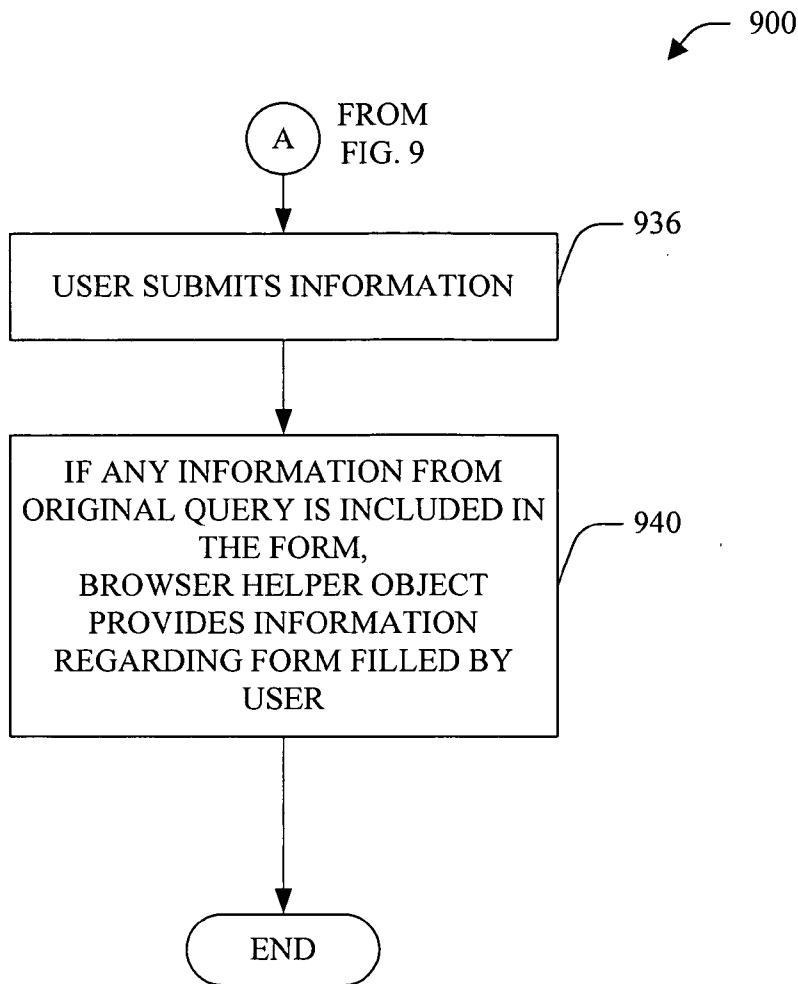 900
A
FROM
FIG. 9
936
USER SUBMITS INFORMATION
IF ANY INFORMATION FROM
ORIGINAL QUERY IS INCLUDED IN
THE FORM,
BROWSER HELPER OBJECT
PROVIDES INFORMATION
REGARDING FORM FILLED BY
USER
940
END